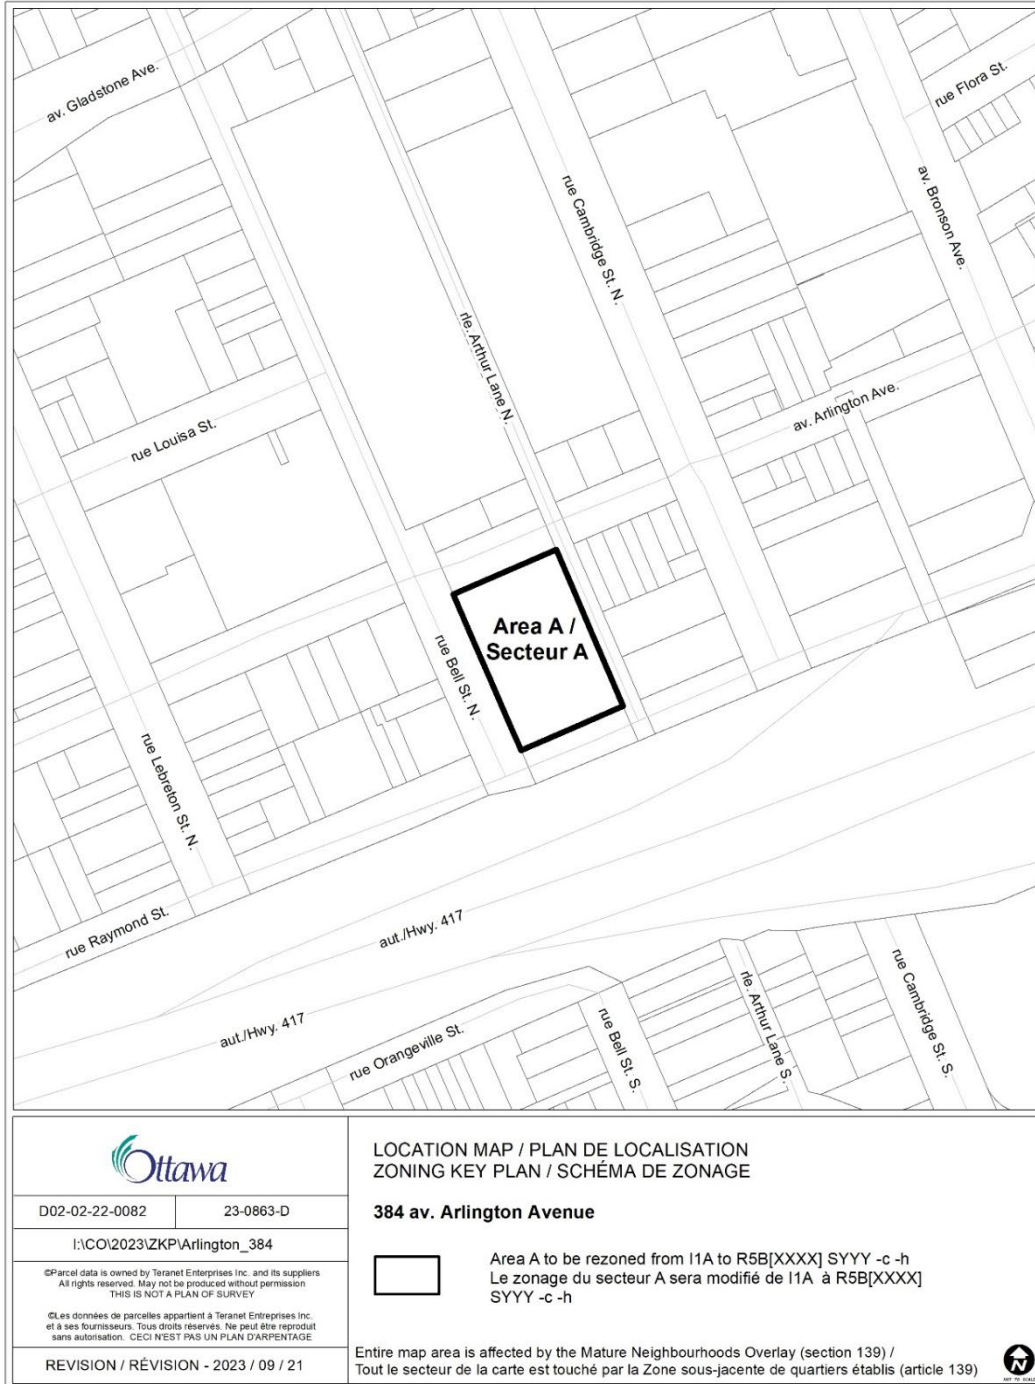 av. Gladstone Ave.
rue Flora St.
rue Cambridge St. N.
av. Bronson Ave.
rle. Arthur Lane N.
av. Arlington Ave.
rue Louisa St.
Area A /
Secteur A
rue Bell St. N.
rue Lebreton St. N.
rue Raymond St.
aut./Hwy. 417
aut./Hwy. 417
rue Orangeville St.
rue Bell St. S.
rle. Arthur Lane S.
rue Cambridge St. S.
Ottawa
D02-02-22-0082
23-0863-D
I:\CO\2023\ZKP\Arlington_384
©Parcel data is owned by Teranet Enterprises Inc. and its suppliers
All rights reserved. May not be produced without permission
THIS IS NOT A PLAN OF SURVEY
©Les données de parcelles appartient à Teranet Entreprises Inc.
et à ses fournisseurs. Tous droits réservés. Ne peut être reproduit
sans autorisation. CECI N'EST PAS UN PLAN D'ARPENTAGE
REVISION / RÉVISION - 2023 / 09 / 21
LOCATION MAP / PLAN DE LOCALISATION
ZONING KEY PLAN / SCHÉMA DE ZONAGE
384 av. Arlington Avenue
Area A to be rezoned from I1A to R5B[XXXX] SYYY -c -h
Le zonage du secteur A sera modifié de I1A à R5B[XXXX]
SYYY -c -h
Entire map area is affected by the Mature Neighbourhoods Overlay (section 139) /
Tout le secteur de la carte est touché par la Zone sous-jacente de quartiers établis (article 139)
N
NOT TO SCALE